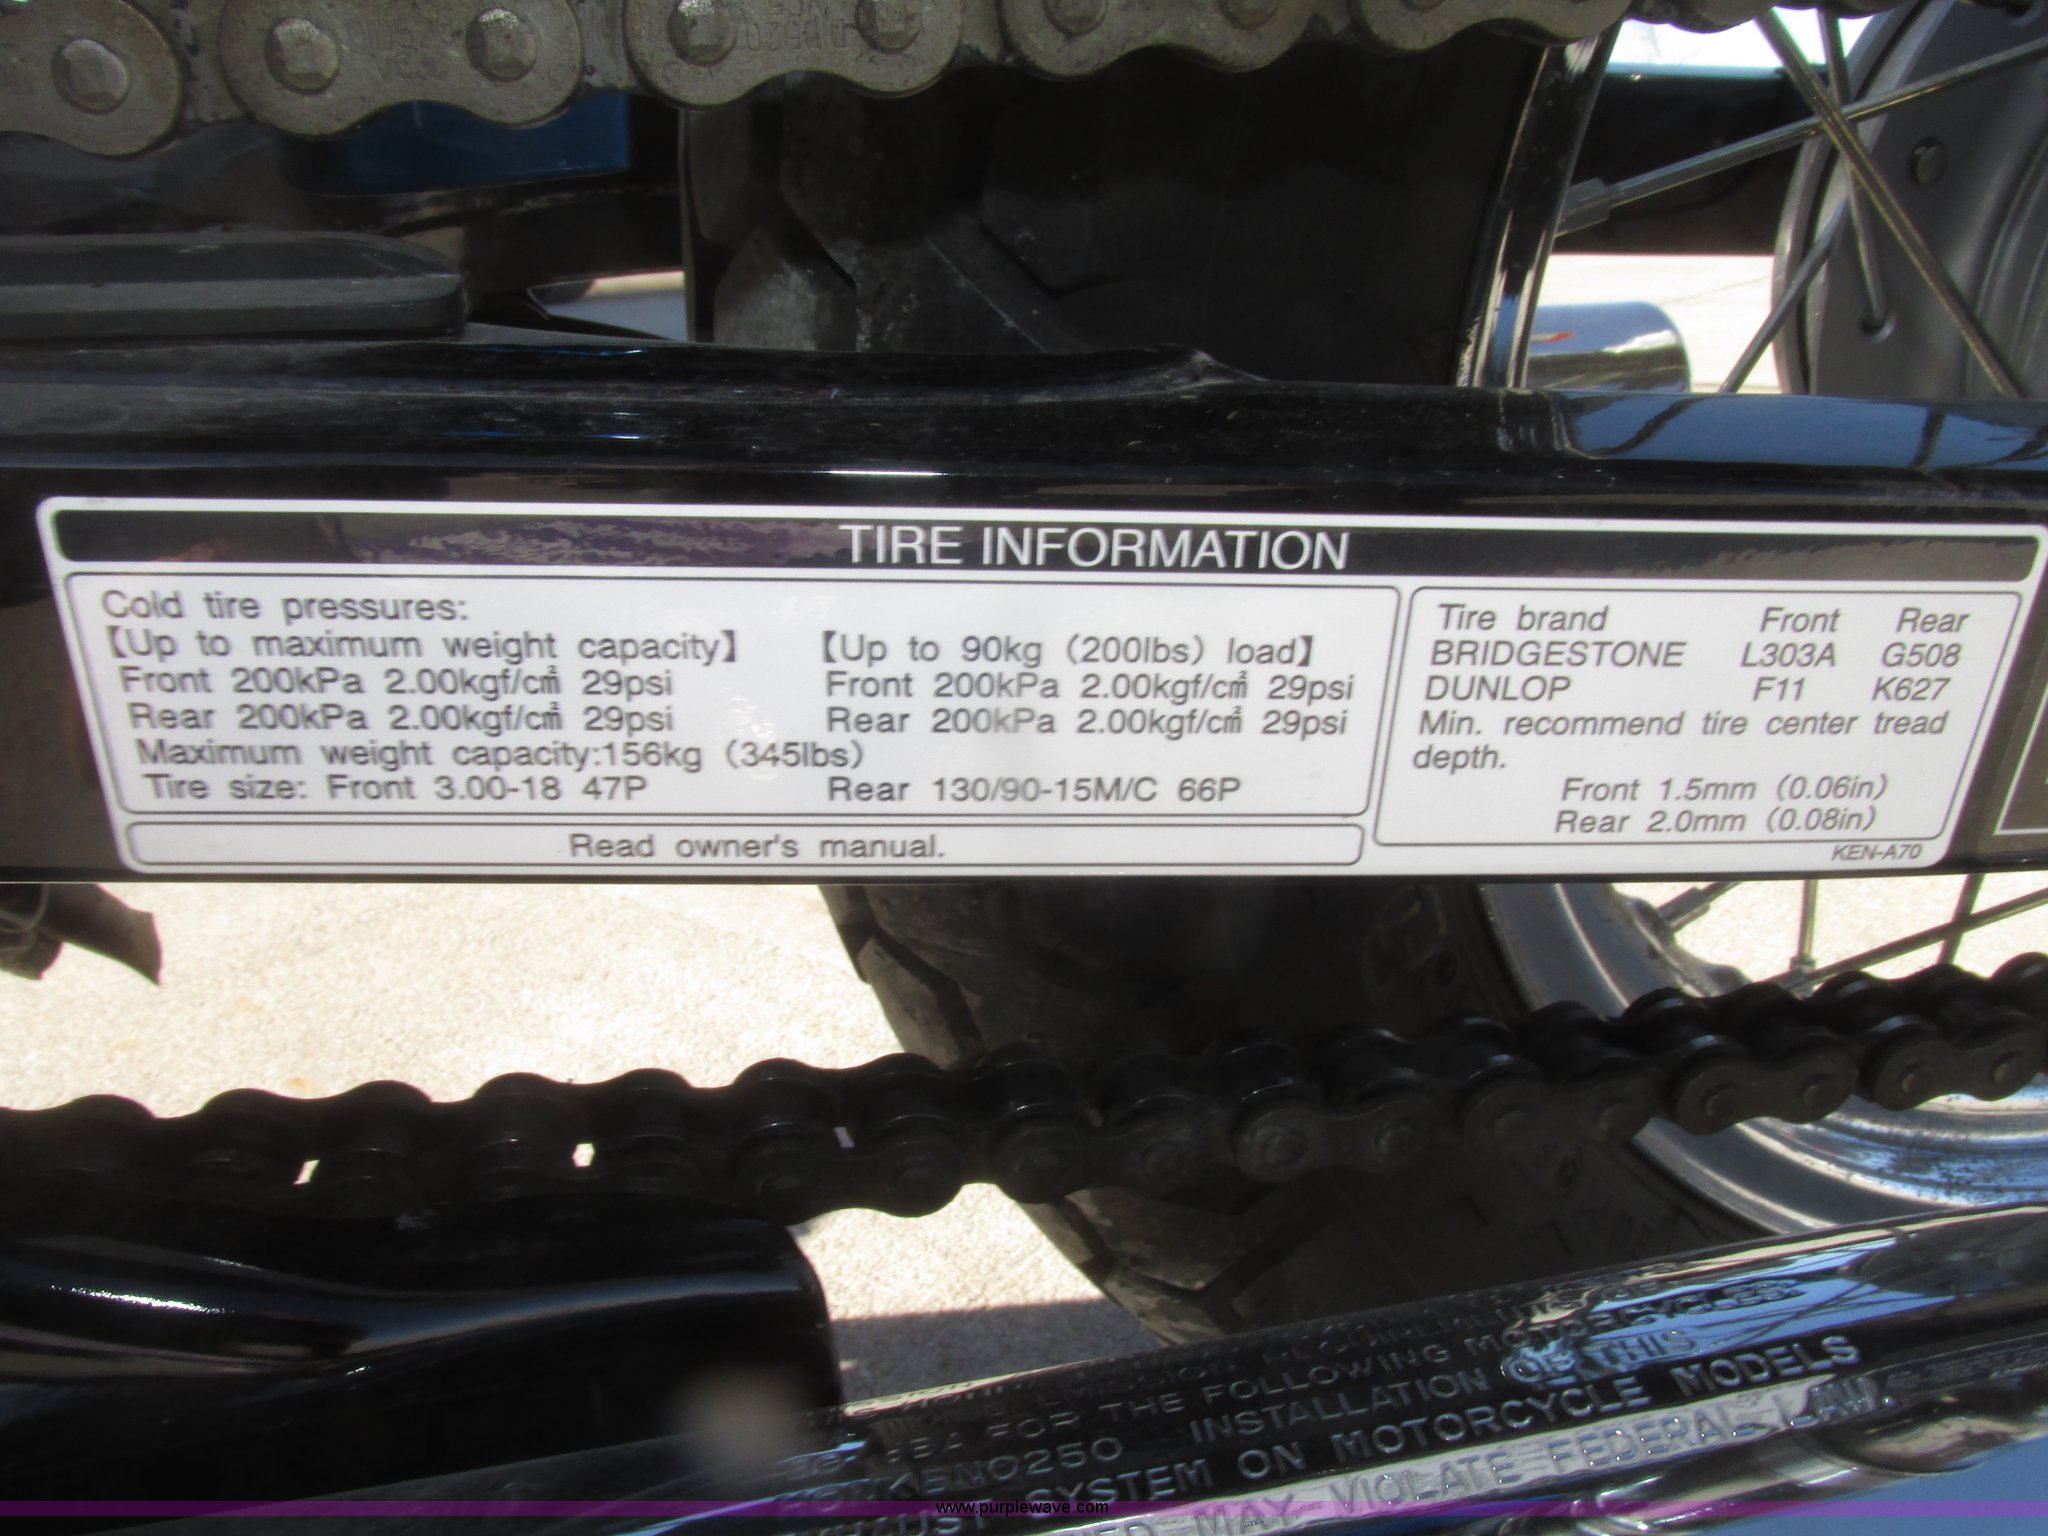 TIRE INFORMATION
Cold tire pressures:
【Up to maximum weight capacity】 【Up to 90kg (200lbs) load】
Front 200kPa 2.00kgf/cm² 29psi Front 200kPa 2.00kgf/cm² 29psi
Rear 200kPa 2.00kgf/cm² 29psi Rear 200kPa 2.00kgf/cm² 29psi
Maximum weight capacity:156kg (345lbs)
Tire size: Front 3.00-18 47P Rear 130/90-15M/C 66P
Read owner's manual.
Tire brand Front Rear
BRIDGESTONE L303A G508
DUNLOP F11 K627
Min. recommend tire center tread
depth.
Front 1.5mm (0.06in)
Rear 2.0mm (0.08in)
KEN-A70
EMISSION REQUIREMENTS
FOR THE FOLLOWING MOTORCYCLES:
INSTALLATION OF THIS
SYSTEM ON MOTORCYCLE MODELS
MAY VIOLATE FEDERAL LAW.
www.purplewave.com